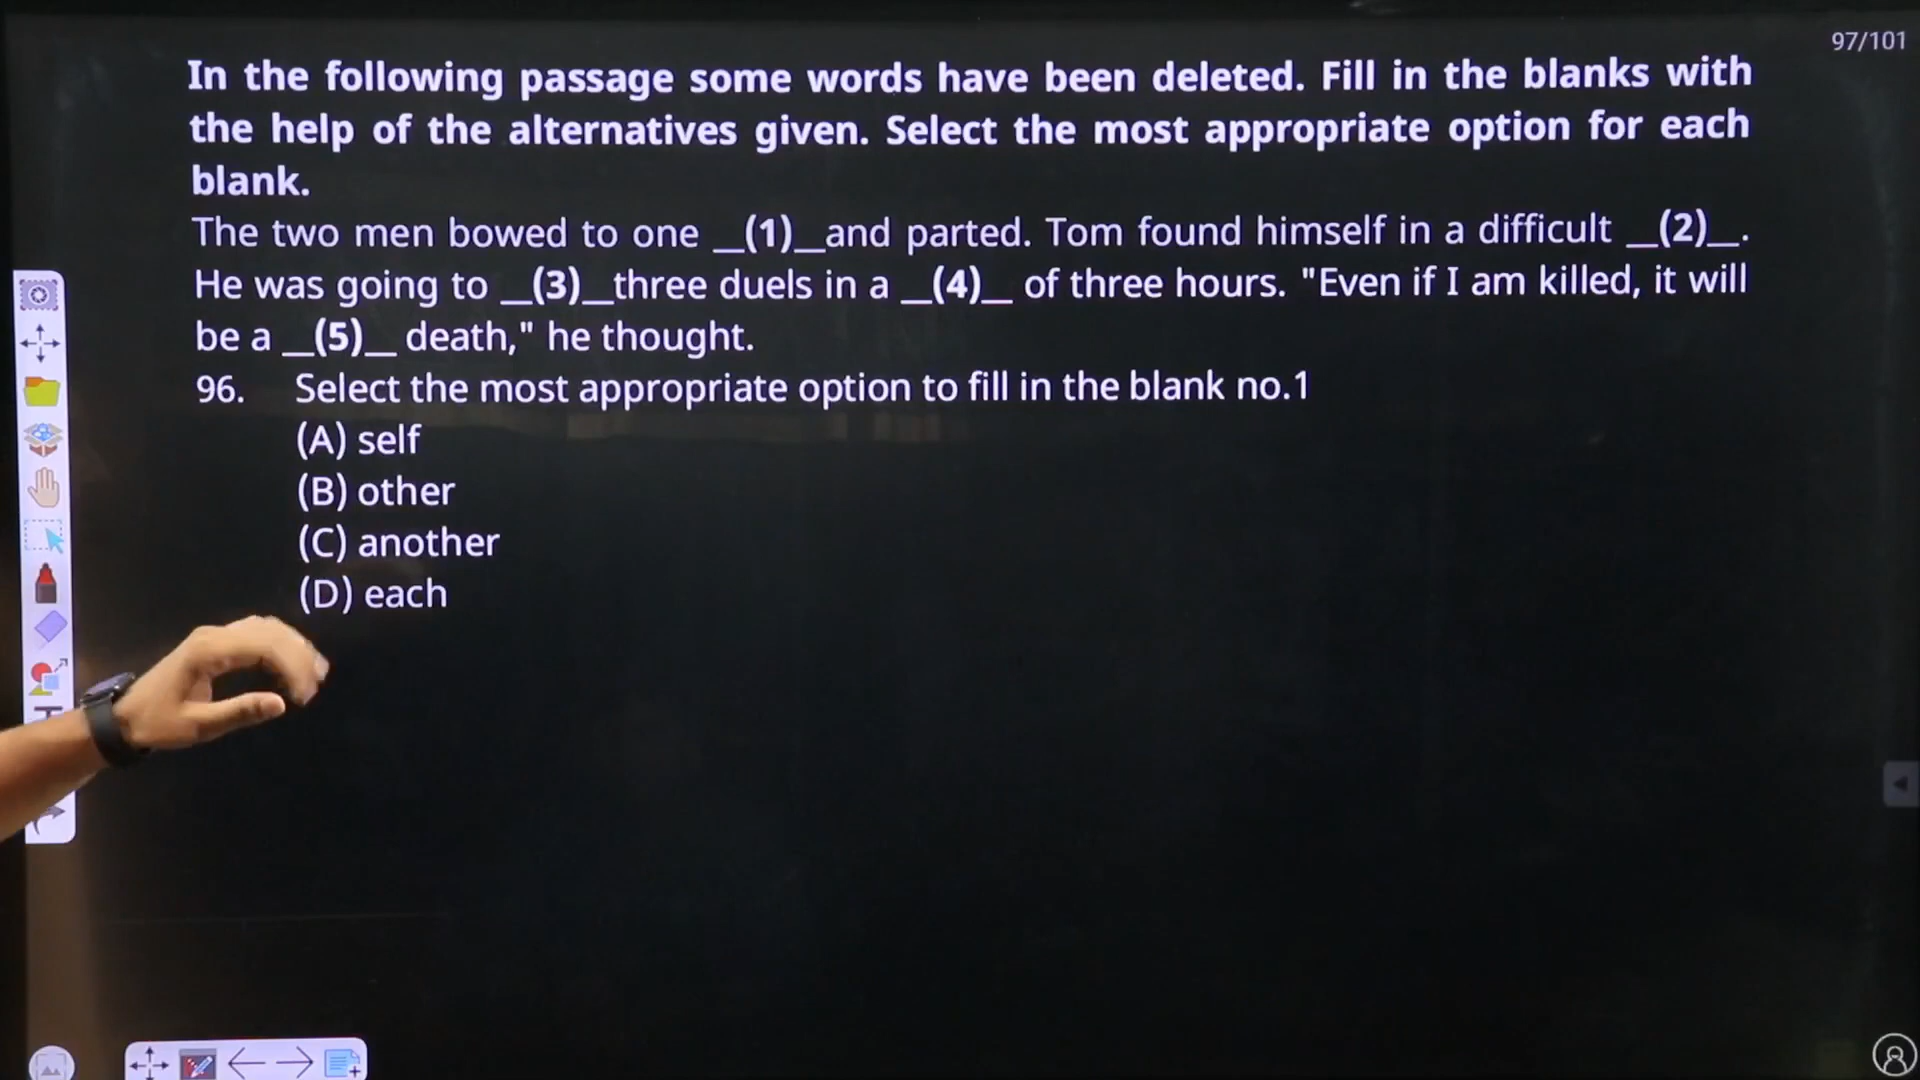 97/101
In the following passage some words have been deleted. Fill in the blanks with
the help of the alternatives given. Select the most appropriate option for each
blank.
The two men bowed to one __(1)__and parted. Tom found himself in a difficult __(2)__.
He was going to __(3)__three duels in a __(4)__ of three hours. "Even if I am killed, it will
be a __(5)__ death," he thought.
96. Select the most appropriate option to fill in the blank no.1
(A) self
(B) other
(C) another
(D) each